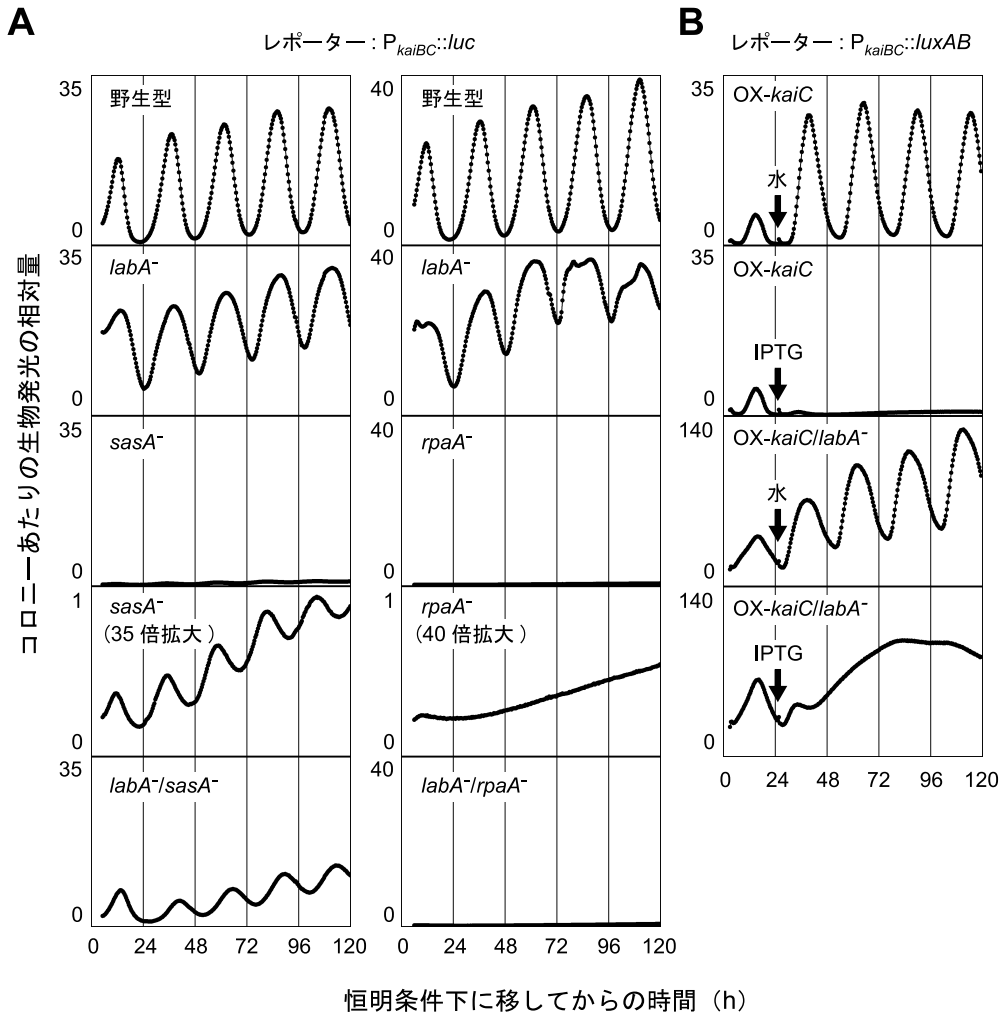 A
レポーター : PkaiBC::luc
B
レポーター : PkaiBC::luxAB
コロニーあたりの生物発光の相対量
35
野生型
0
35
labA⁻
0
35
sasA⁻
0
1
sasA⁻
（35 倍拡大 ）
0
35
labA⁻/sasA⁻
0
0 24 48 72 96 120
40
野生型
20
0
40
labA⁻
0
40
rpaA⁻
0
1
rpaA⁻
（40 倍拡大 ）
0
40
labA⁻/rpaA⁻
0
0 24 48 72 96 120
35
OX-kaiC
水
0
35
OX-kaiC
IPTG
0
140
OX-kaiC/labA⁻
水
0
140
OX-kaiC/labA⁻
IPTG
0
0 24 48 72 96 120
恒明条件下に移してからの時間（h）